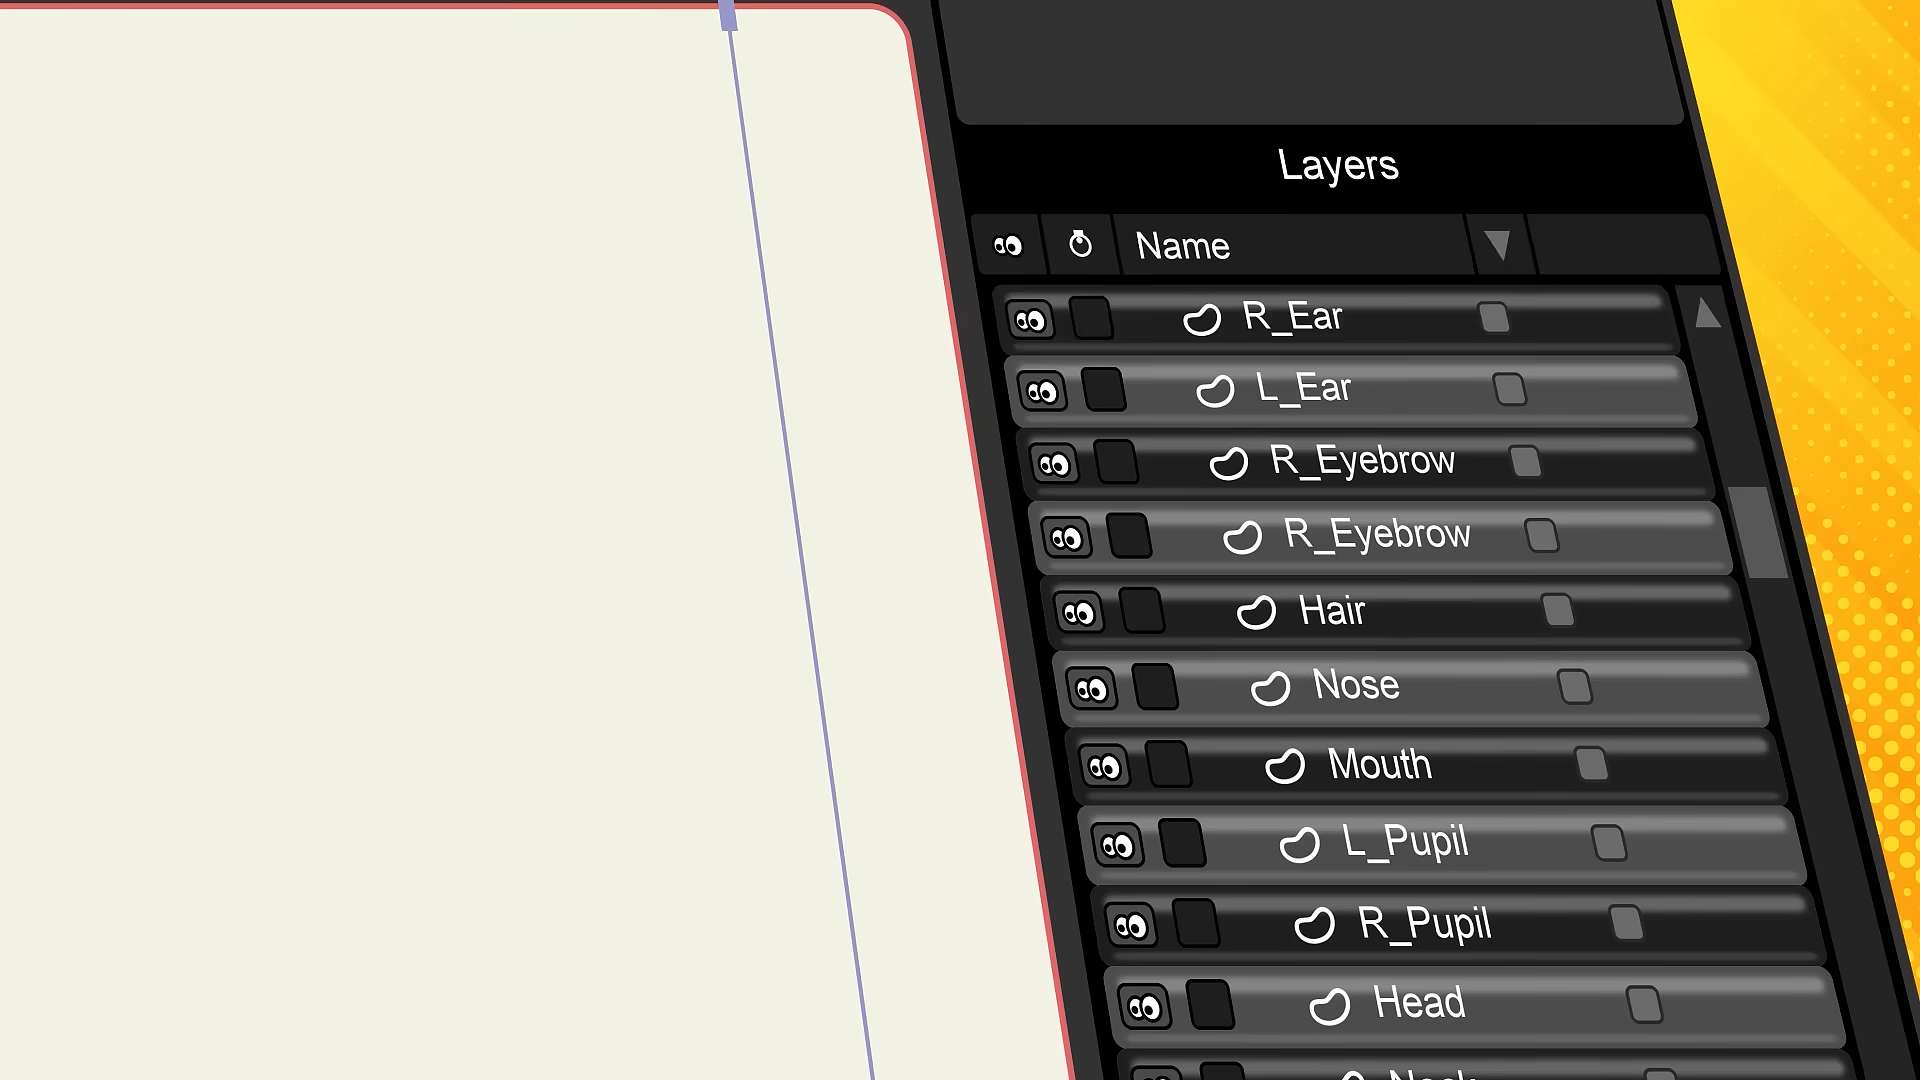 Layers
Name
R_Ear
L_Ear
R_Eyebrow
R_Eyebrow
Hair
Nose
Mouth
L_Pupil
R_Pupil
Head